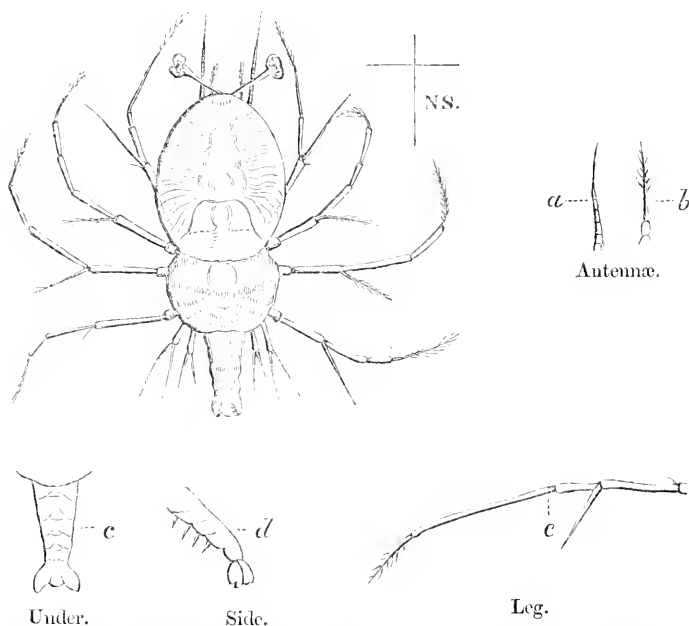 NS.
a b
Antennæ.
c
d
e
Under.
Side.
Leg.